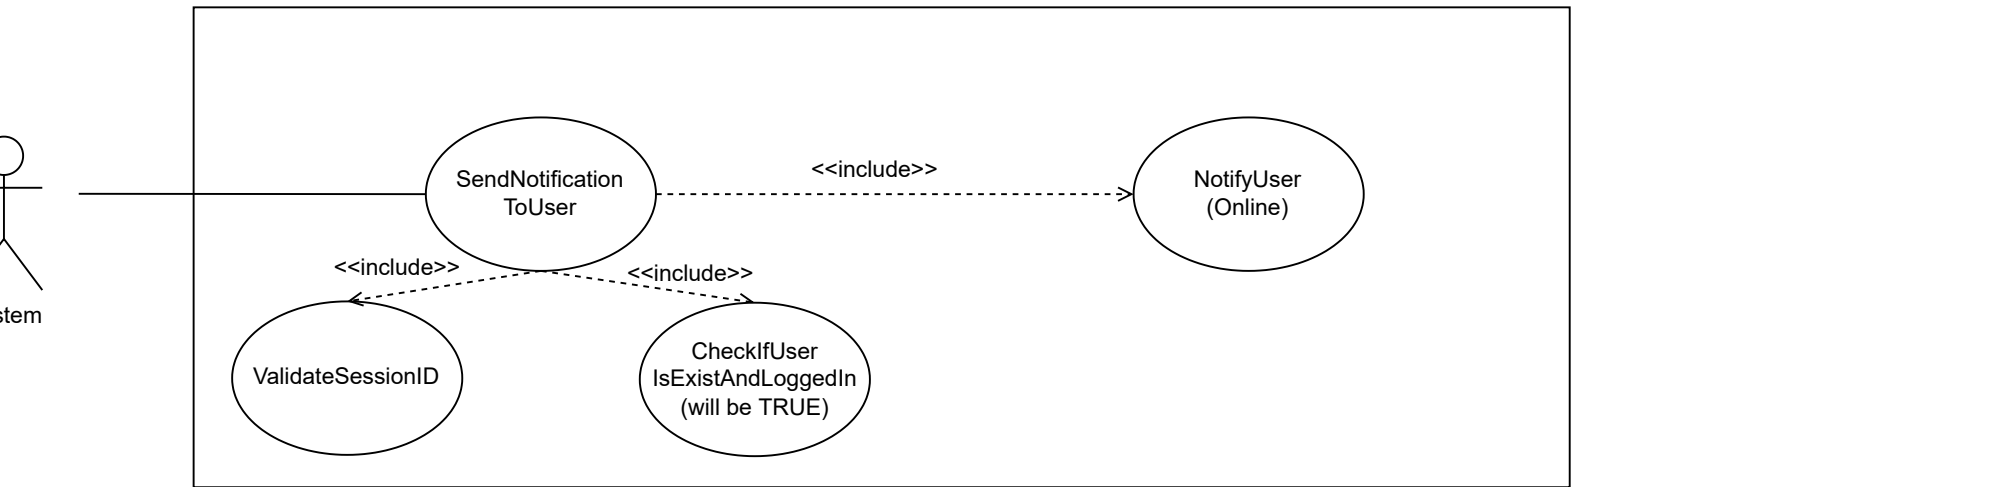 SendNotification
ToUser
<<include>>
NotifyUser
(Online)
<<include>>
<<include>>
stem
ValidateSessionID
CheckIfUser
IsExistAndLoggedIn
(will be TRUE)